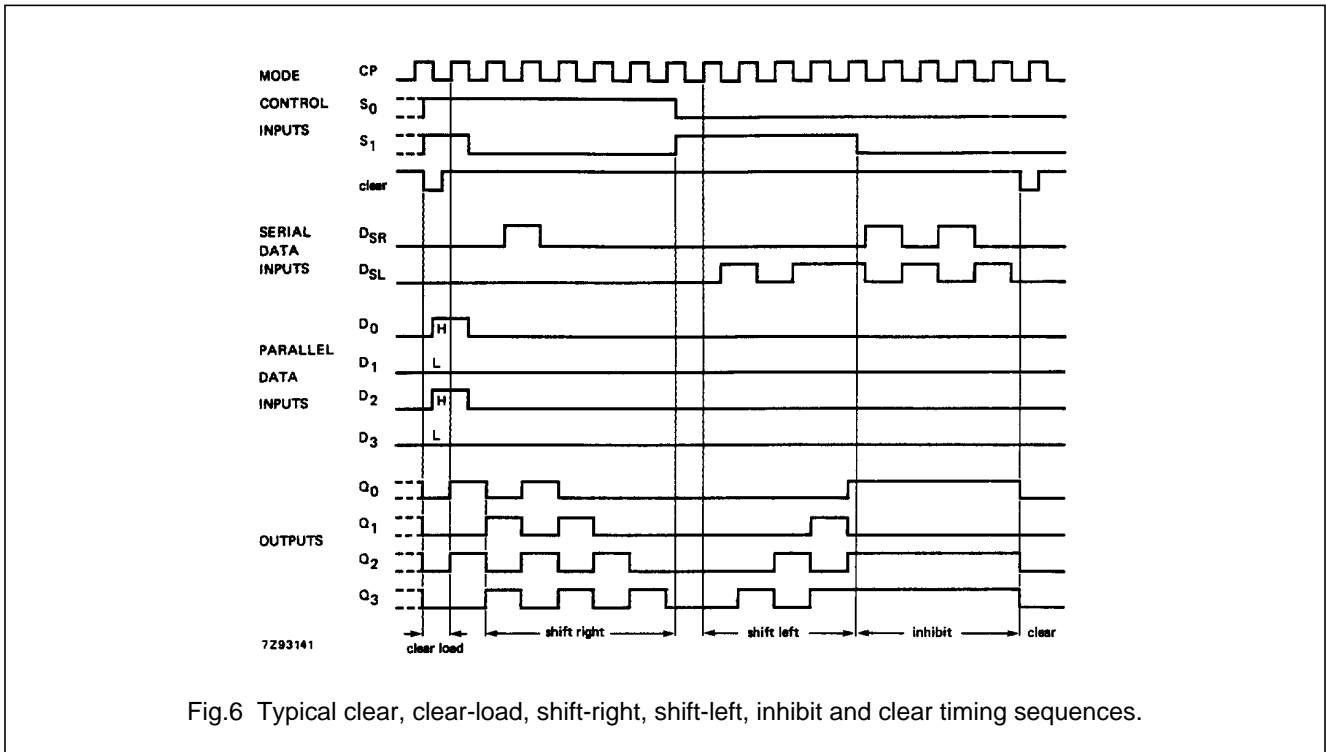 MODE
CONTROL
INPUTS
CP
S0
S1
clear
SERIAL
DATA
INPUTS
DSR
DSL
PARALLEL
DATA
INPUTS
D0 H
D1 L
D2 H
D3 L
OUTPUTS
Q0
Q1
Q2
Q3
clear load
shift right
shift left
inhibit
clear
7Z93141
Fig.6 Typical clear, clear-load, shift-right, shift-left, inhibit and clear timing sequences.